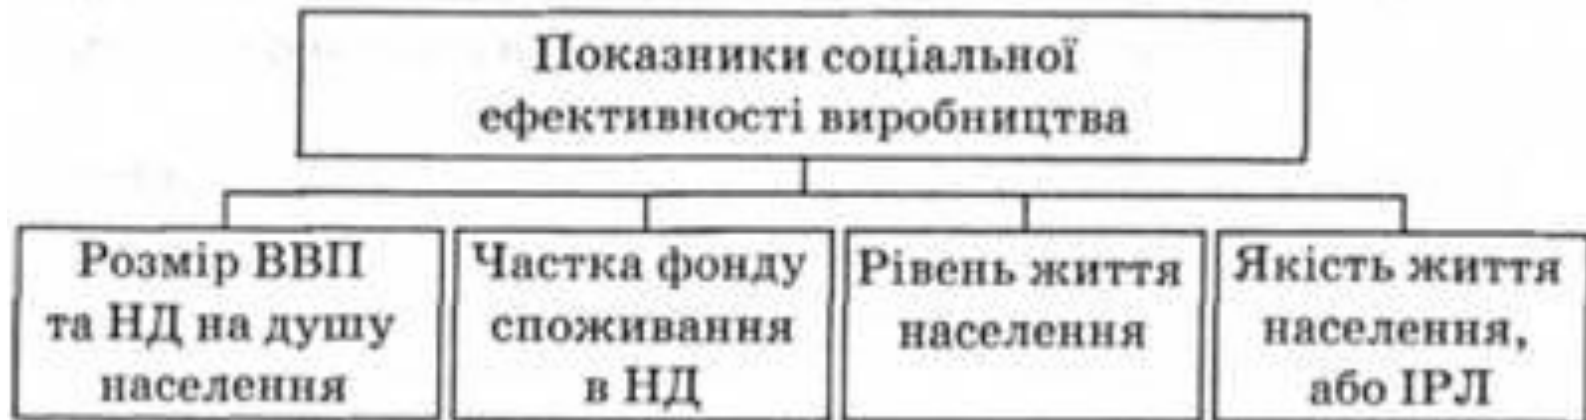 Показники соціальної
ефективності виробництва
Розмір ВВП
та НД на душу
населення
Частка фонду
споживання
в НД
Рівень життя
населення
Якість життя
населення,
або ІРЛ